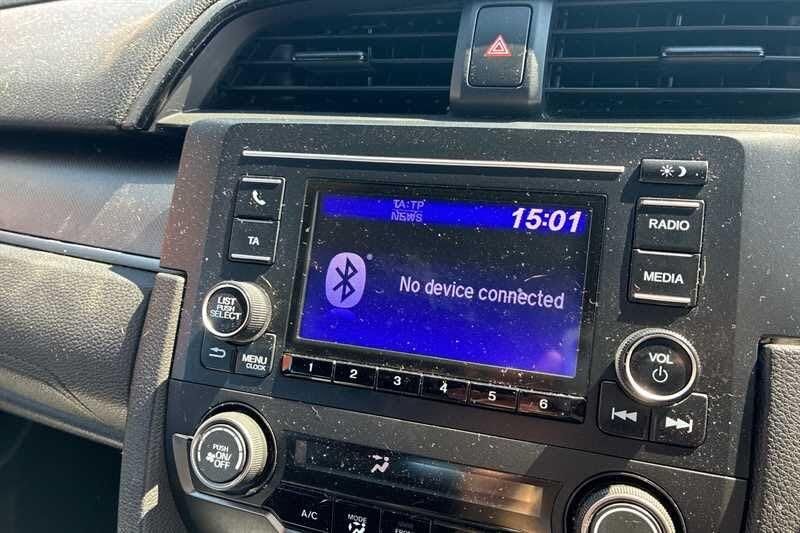 TA:TP
NEWS
15:01
No device connected
TA
RADIO
MEDIA
LIST
PUSH
SELECT
MENU
CLOCK
VOL
1 2 3 4 5 6
PUSH
ON/
OFF
A/C
MODE
FRONT